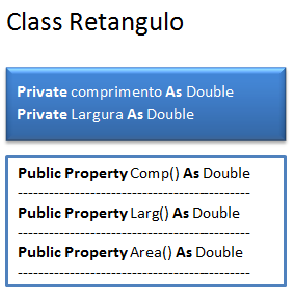 Class Retangulo
Private comprimento As Double
Private Largura As Double
Public Property Comp() As Double
------------------------------------------
Public Property Larg() As Double
------------------------------------------
Public Property Area() As Double
------------------------------------------